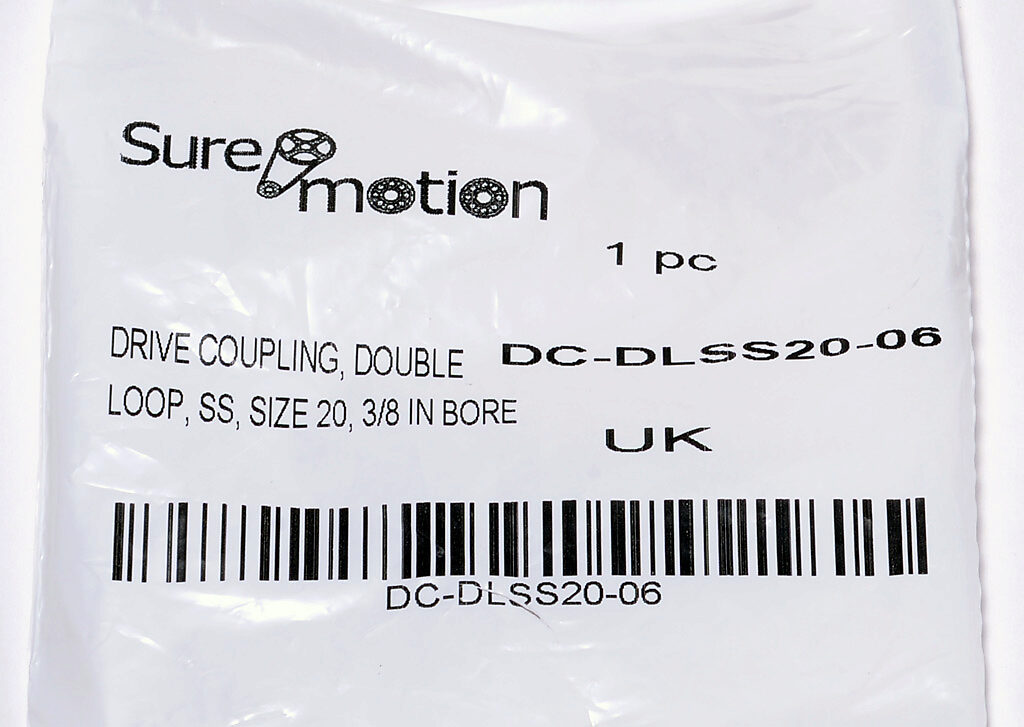 Sure motion
1 pc
DRIVE COUPLING, DOUBLE
LOOP, SS, SIZE 20, 3/8 IN BORE
DC-DLSS20-06
UK
DC-DLSS20-06